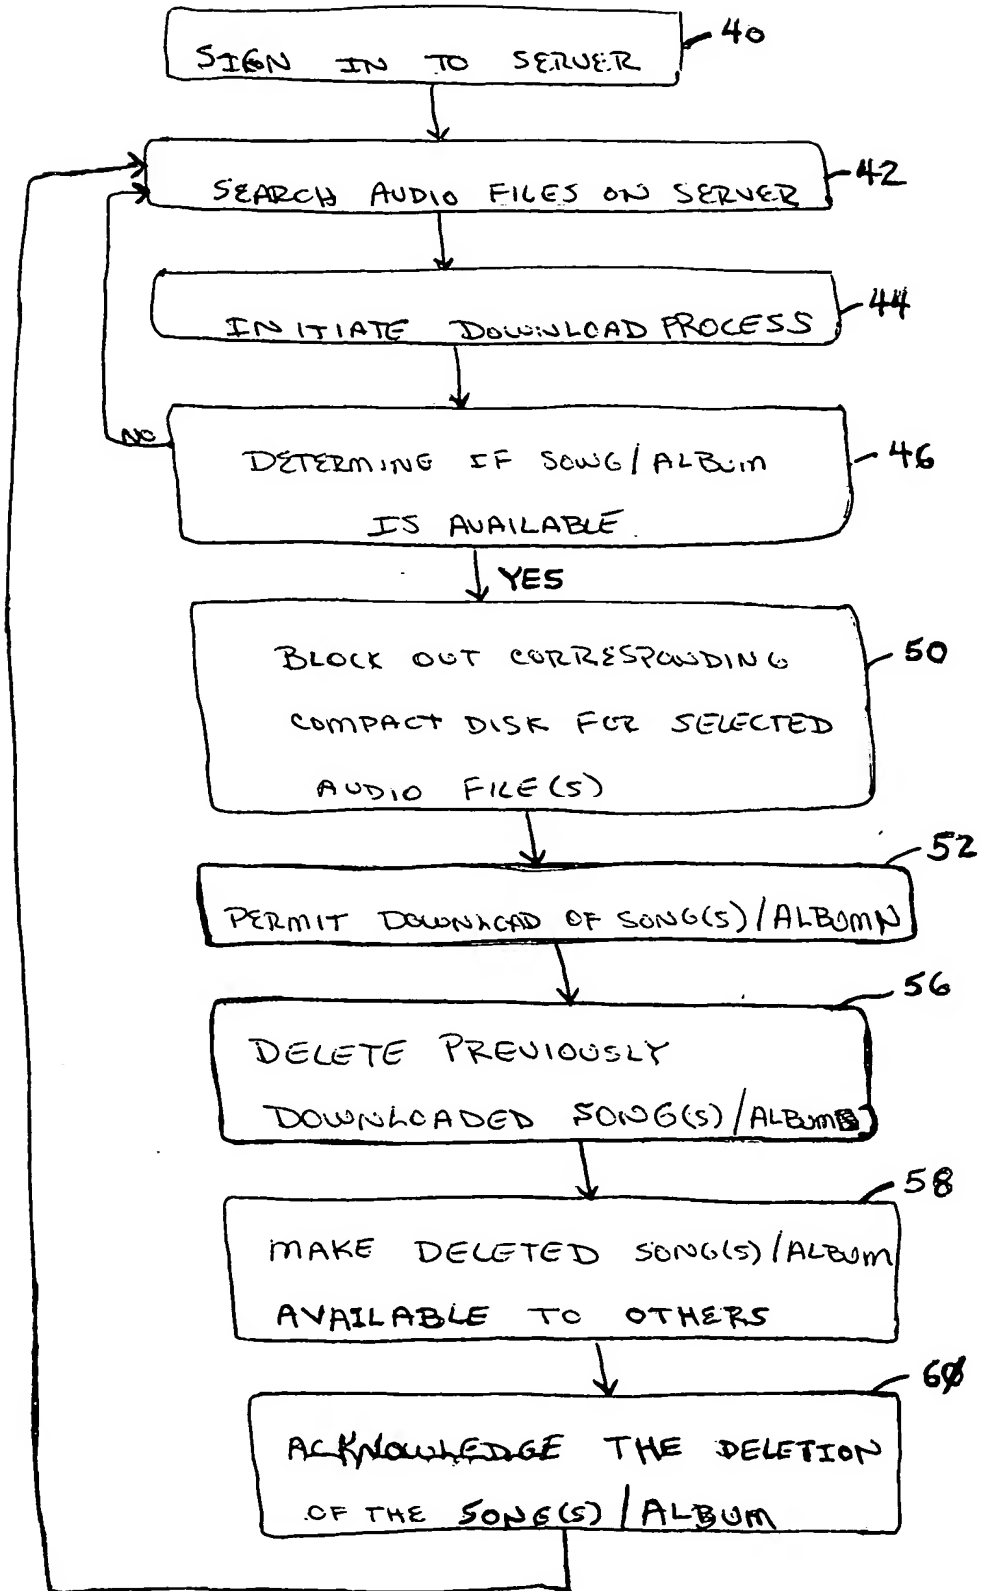 40
SIGN IN TO SERVER
42
SEARCH AUDIO FILES ON SERVER
44
INITIATE DOWNLOAD PROCESS
NO
46
DETERMINE IF SONG/ALBUM
IS AVAILABLE
YES
50
BLOCK OUT CORRESPONDING
COMPACT DISK FOR SELECTED
AUDIO FILE(S)
52
PERMIT DOWNLOAD OF SONG(S)/ALBUMN
56
DELETE PREVIOUSLY
DOWNLOADED SONG(S)/ALBUM
58
MAKE DELETED SONG(S)/ALBUM
AVAILABLE TO OTHERS
60
ACKNOWLEDGE THE DELETION
OF THE SONG(S)/ALBUM